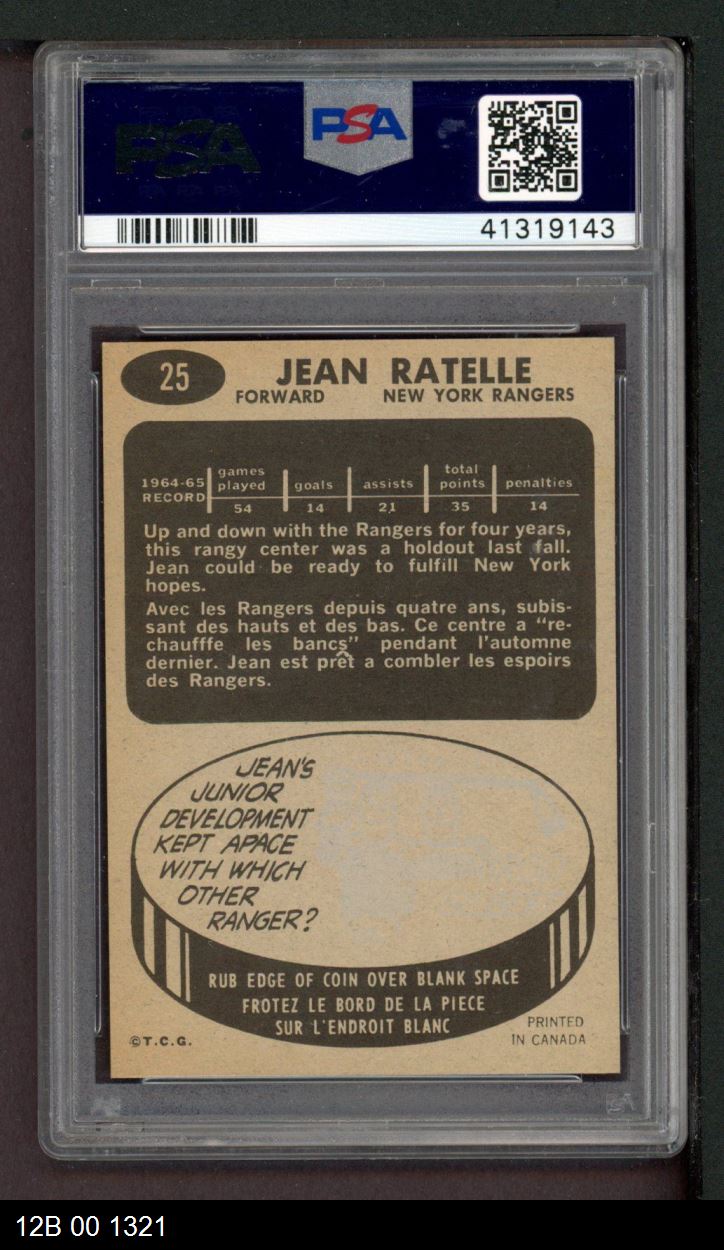 PSA
PSA
41319143
25
JEAN RATELLE
FORWARD NEW YORK RANGERS
1964-65 RECORD games played goals assists total points penalties
54 14 21 35 14
Up and down with the Rangers for four years,
this rangy center was a holdout last fall.
Jean could be ready to fulfill New York
hopes.
Avec les Rangers depuis quatre ans, subis-
sant des hauts et des bas. Ce centre a "re-
chaufffe les bancs" pendant l'automne
dernier. Jean est prêt a combler les espoirs
des Rangers.
JEAN'S
JUNIOR
DEVELOPMENT
KEPT APACE
WITH WHICH
OTHER
RANGER?
RUB EDGE OF COIN OVER BLANK SPACE
FROTEZ LE BORD DE LA PIECE
SUR L'ENDROIT BLANC
©T.C.G.
PRINTED
IN CANADA
12B 00 1321